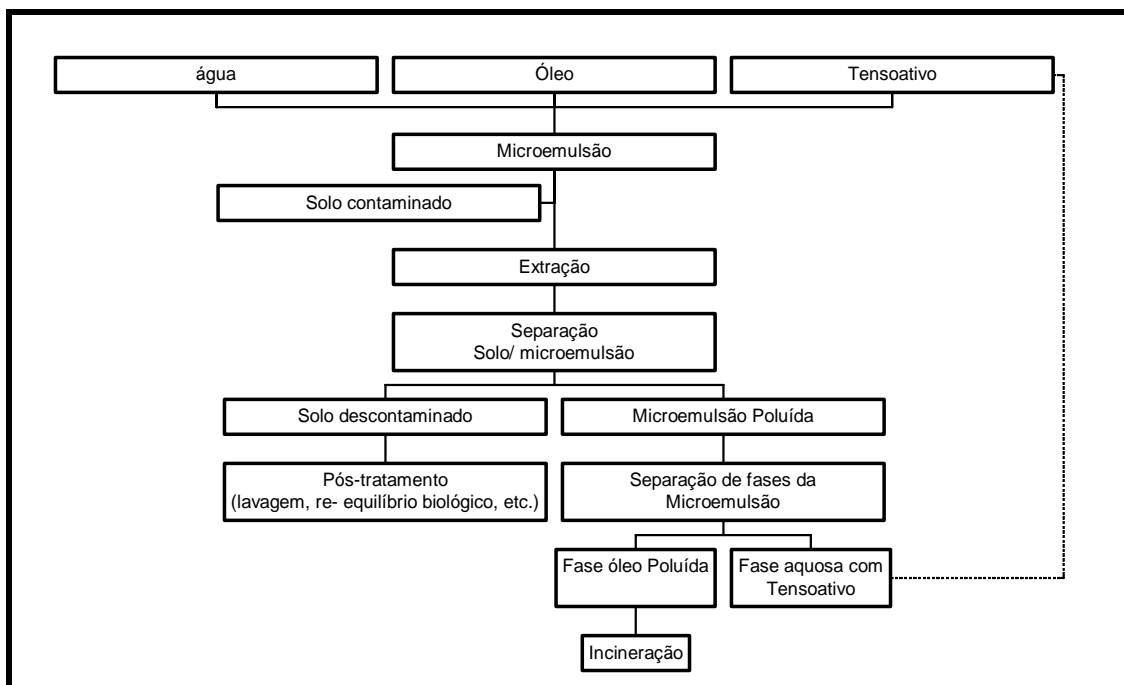 água
Óleo
Tensoativo
Microemulsão
Solo contaminado
Extração
Separação
Solo/ microemulsão
Solo descontaminado
Microemulsão Poluída
Pós-tratamento
(lavagem, re- equilíbrio biológico, etc.)
Separação de fases da
Microemulsão
Fase óleo Poluída
Fase aquosa com
Tensoativo
Incineração